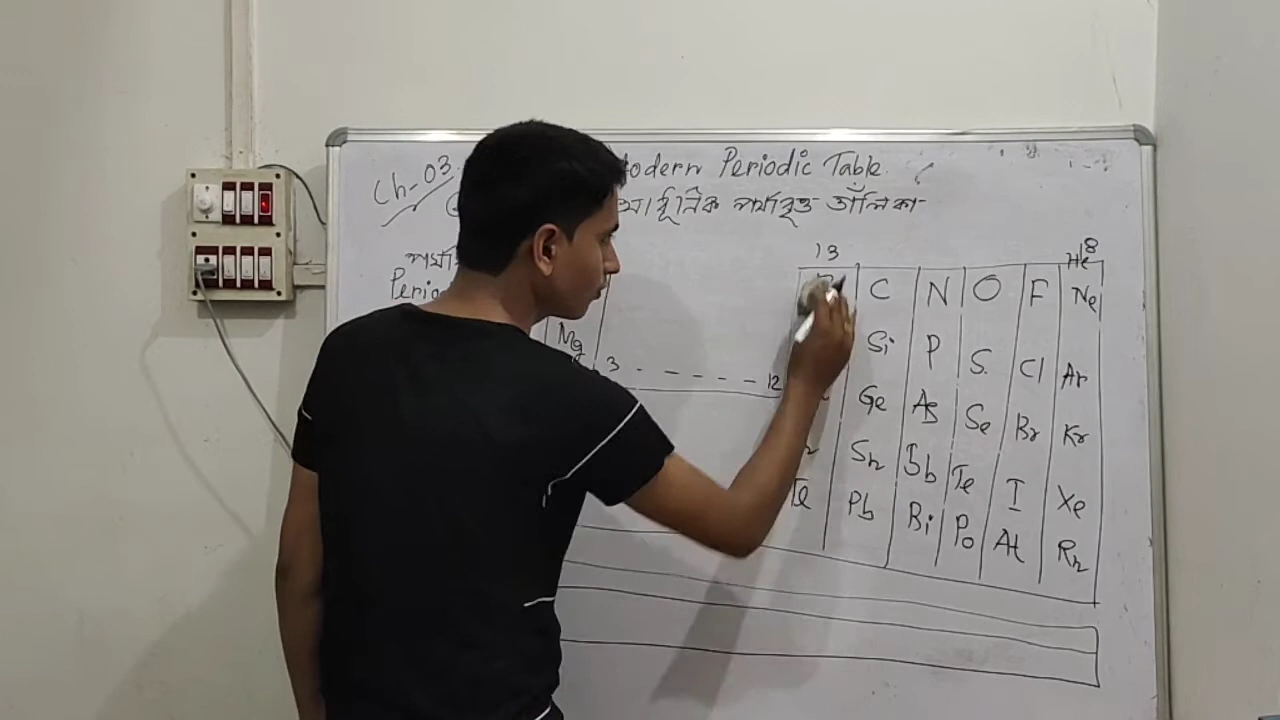 Ch-03
Modern Periodic Table
আধুনিক পর্যাবৃত্ত তালিকা
13
He 8
C N O F Ne
Mg
Si P S Cl Ar
3 - - - - - 12
Ge As Se Br Kr
Sn Sb Te I Xe
Pb Bi Po At Rn